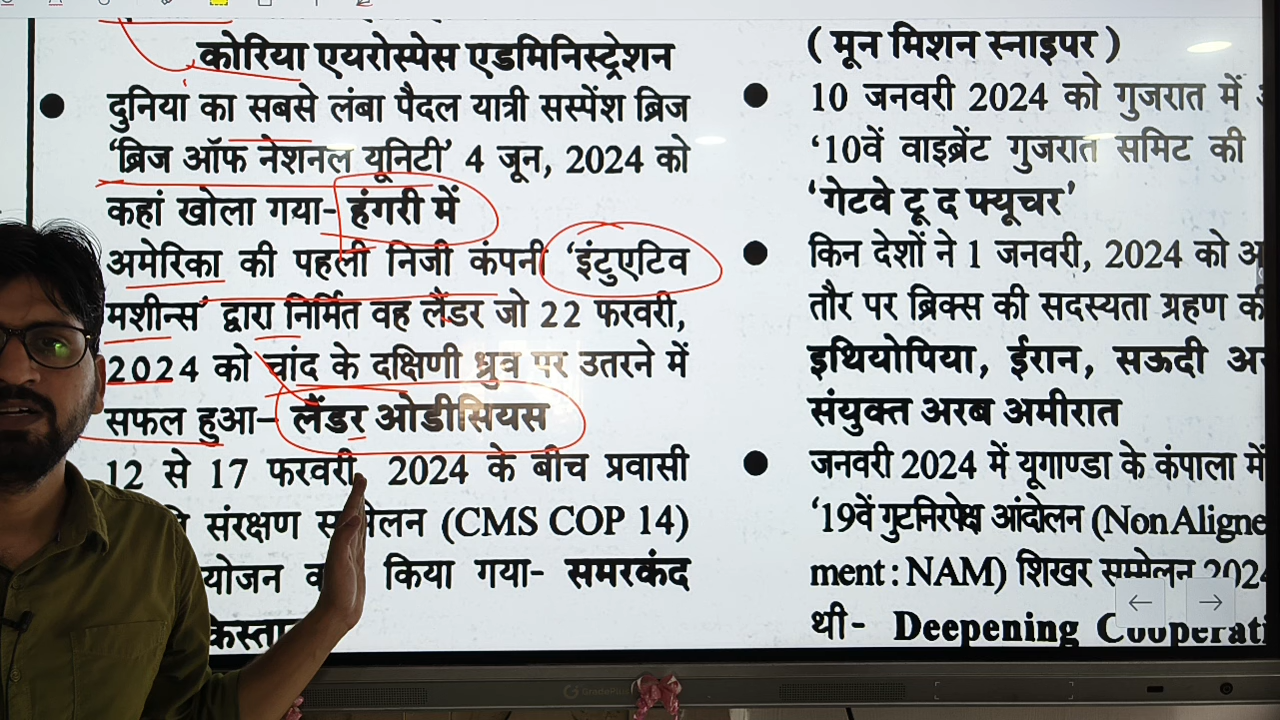 कोरिया एयरोस्पेस एडमिनिस्ट्रेशन
दुनिया का सबसे लंबा पैदल यात्री सस्पेंश ब्रिज
‘ब्रिज ऑफ नेशनल यूनिटी’ 4 जून, 2024 को
कहां खोला गया- हंगरी में
अमेरिका की पहली निजी कंपनी ‘इंटुएटिव
मशीन्स’ द्वारा निर्मित वह लैंडर जो 22 फरवरी,
2024 को चांद के दक्षिणी ध्रुव पर उतरने में
सफल हुआ– लैंडर ओडीसियस
12 से 17 फरवरी, 2024 के बीच प्रवासी
संरक्षण (CMS COP 14)
किया गया- समरकंद
( मून मिशन स्नाइपर )
10 जनवरी 2024 को गुजरात में
‘10वें वाइब्रेंट गुजरात समिट की
‘गेटवे टू द फ्यूचर’
किन देशों ने 1 जनवरी, 2024 को
तौर पर ब्रिक्स की सदस्यता ग्रहण की
इथियोपिया, ईरान, सऊदी
संयुक्त अरब अमीरात
जनवरी 2024 में यूगाण्डा के कंपाला में
‘19वें गुटनिरपेक्ष आंदोलन (Non Aligne
ment : NAM) शिखर सम्मेलन 2024
थी- Deepening Cooperati